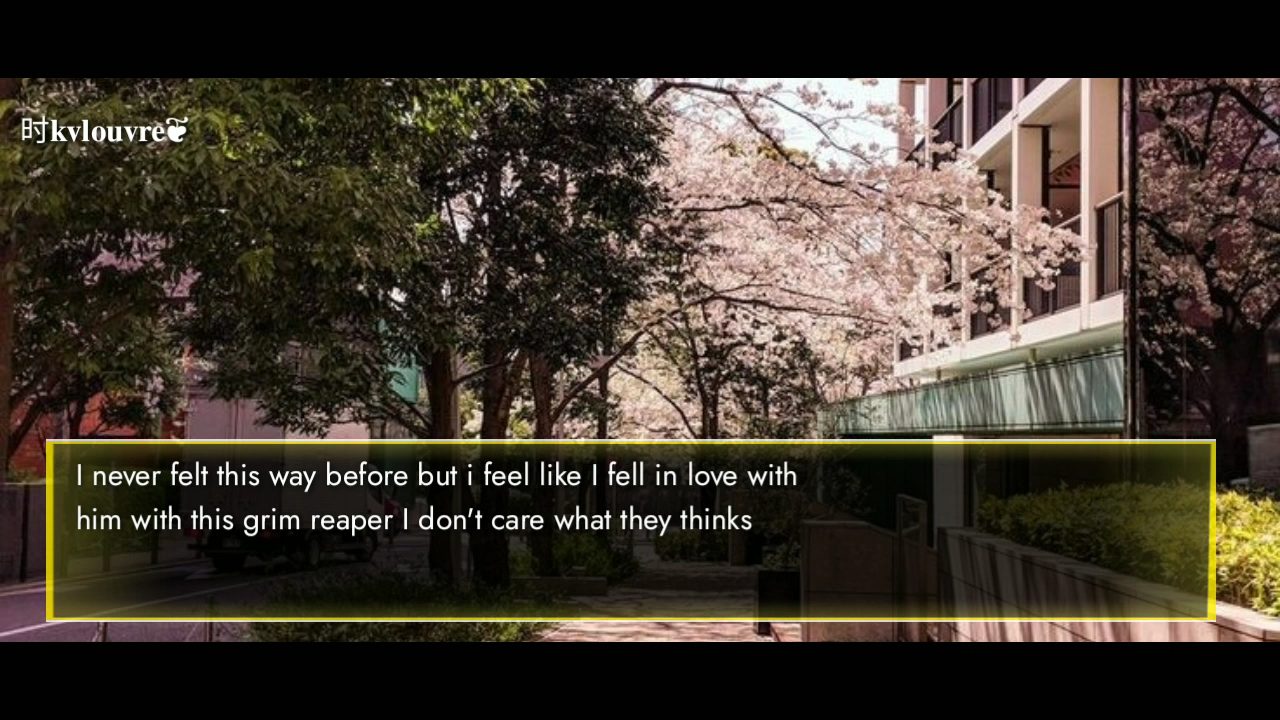 时kvlouvre❦
I never felt this way before but i feel like I fell in love with
him with this grim reaper I don't care what they thinks